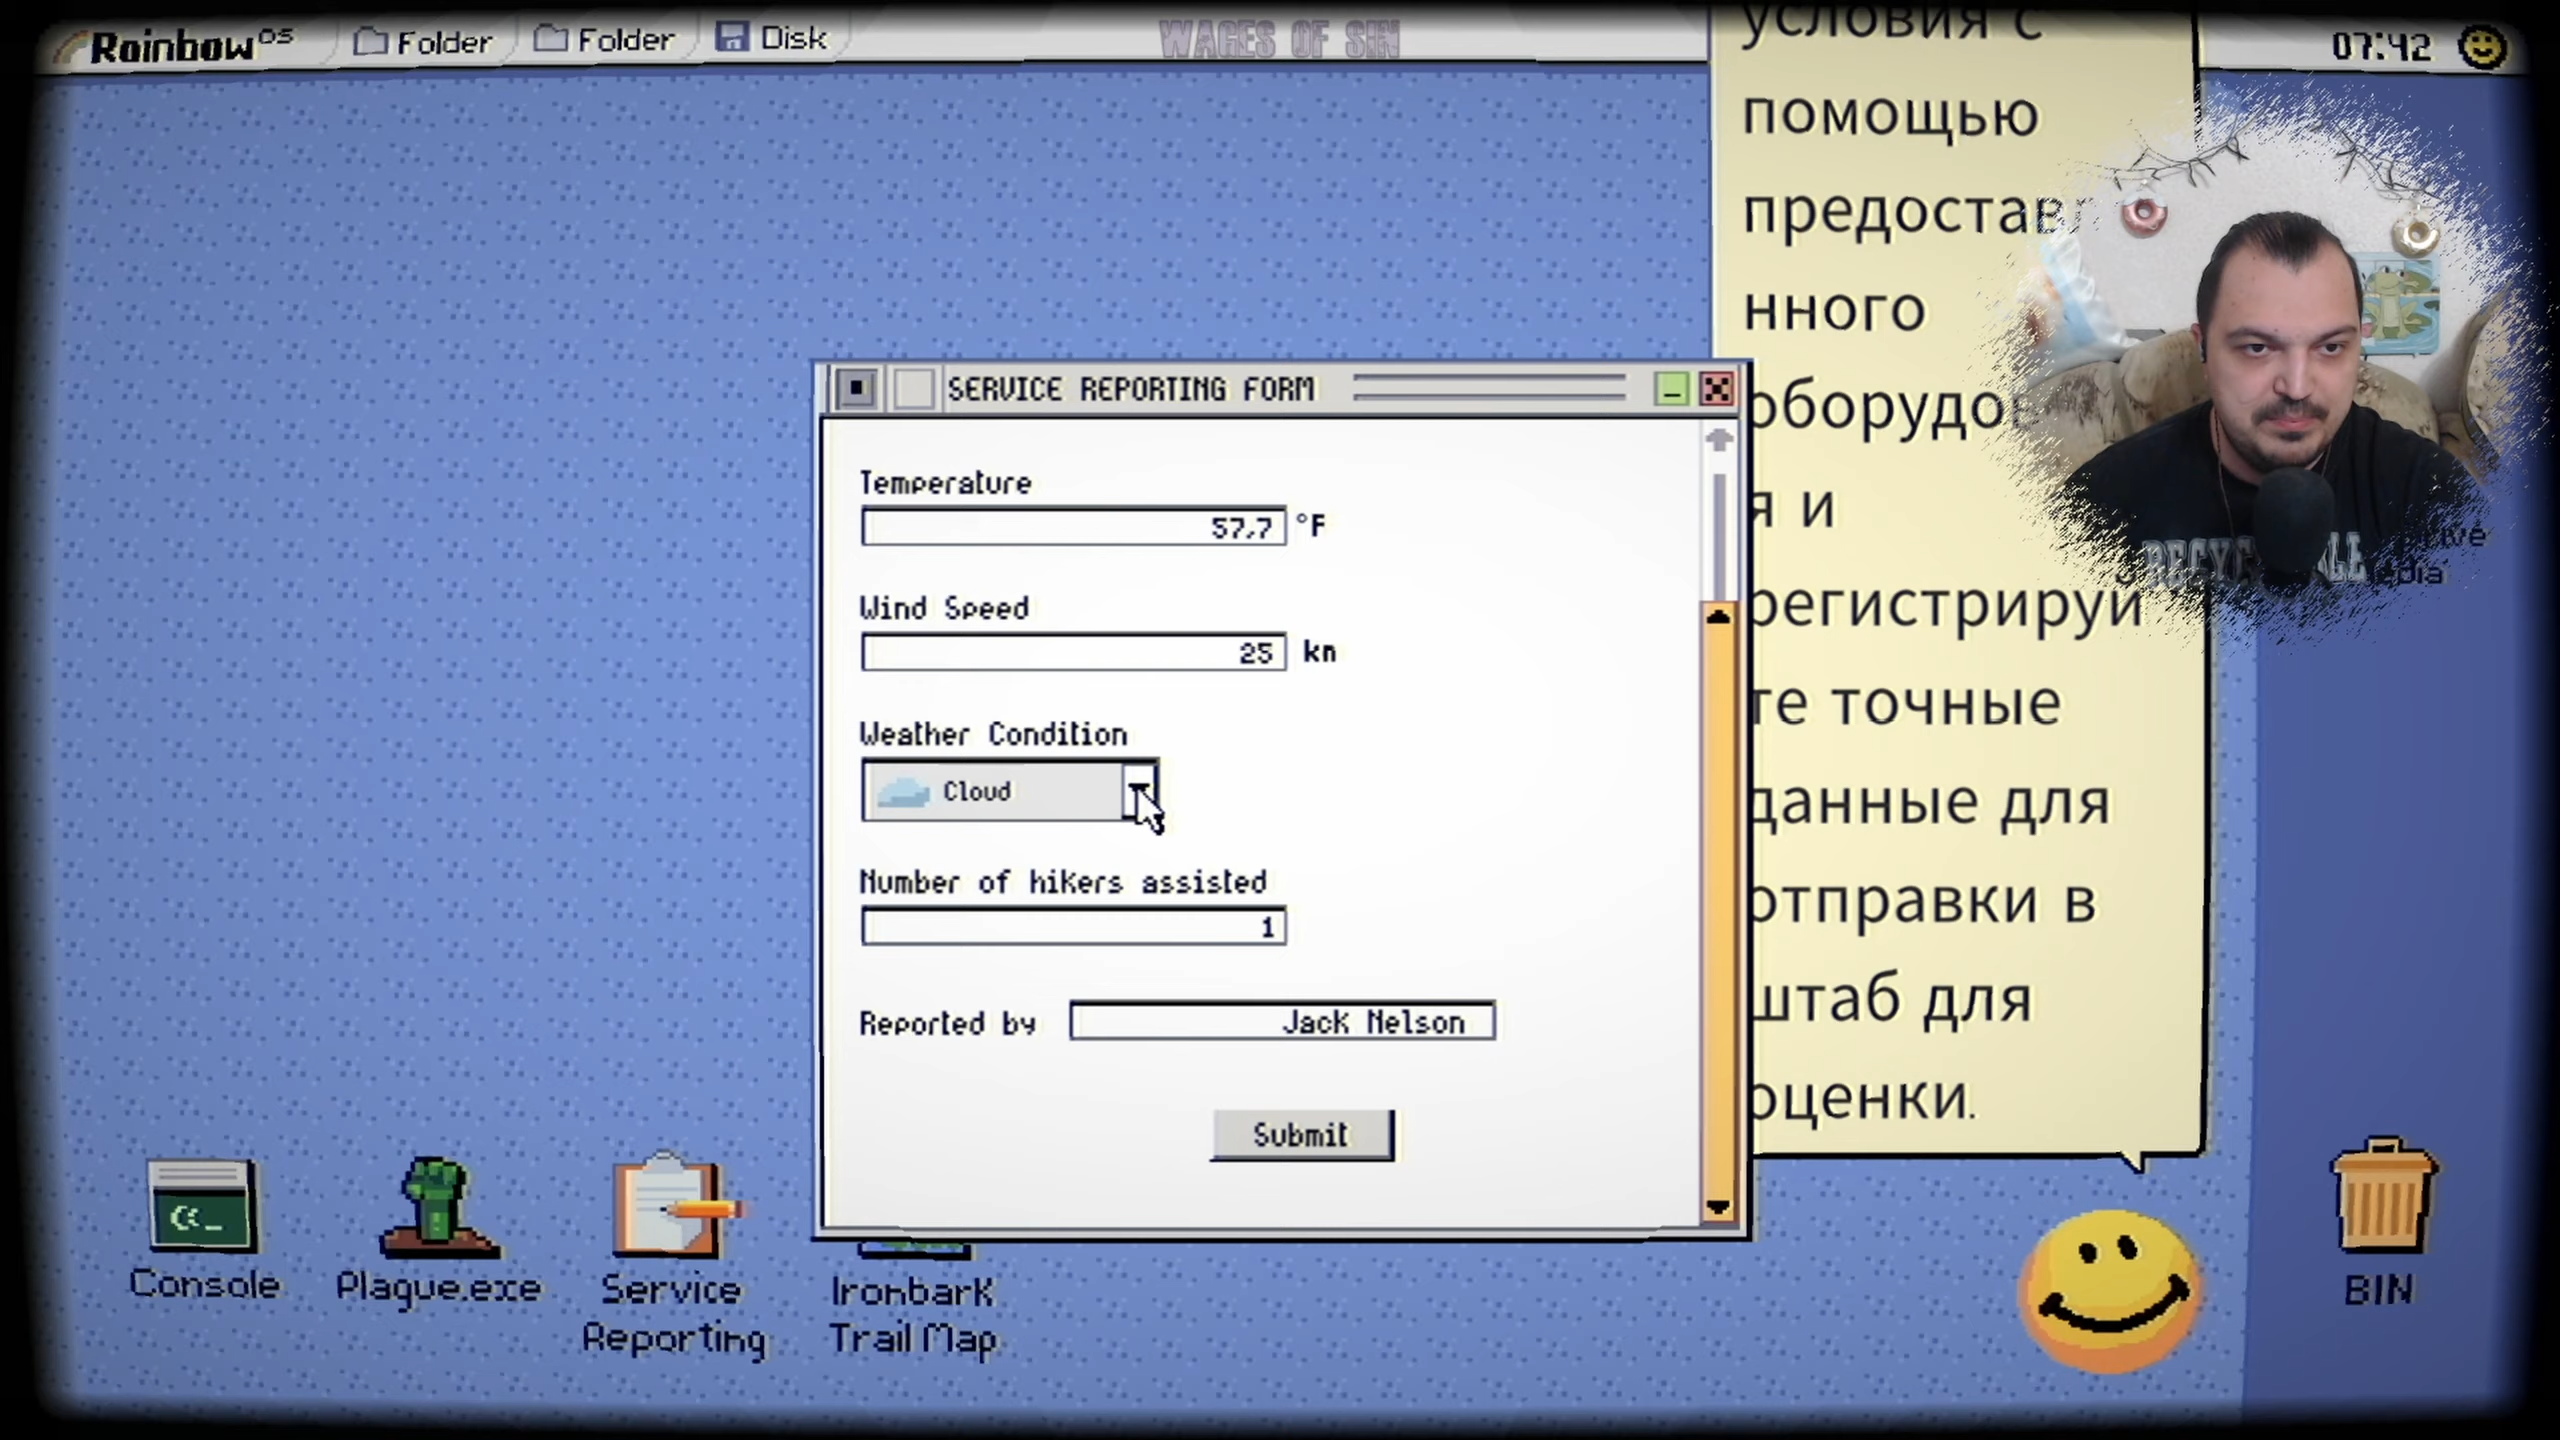 Rainbow OS
Folder
Folder
Disk
WAGES OF SIN
07:42
условия с
помощью
предостав
нного
оборудов
я и
регистрируй
те точные
данные для
отправки в
штаб для
оценки.
SERVICE REPORTING FORM
Temperature
57,7 °F
Wind Speed
25 kn
Weather Condition
Cloud
Number of hikers assisted
1
Reported by Jack Nelson
Submit
Console
Plague.exe
Service
Reporting
Ironbark
Trail Map
BIN